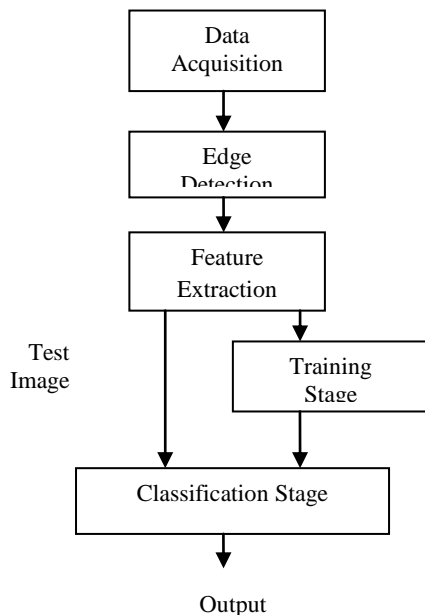 Data
Acquisition
Edge
Detection
Feature
Extraction
Test
Image
Training
Stage
Classification Stage
Output